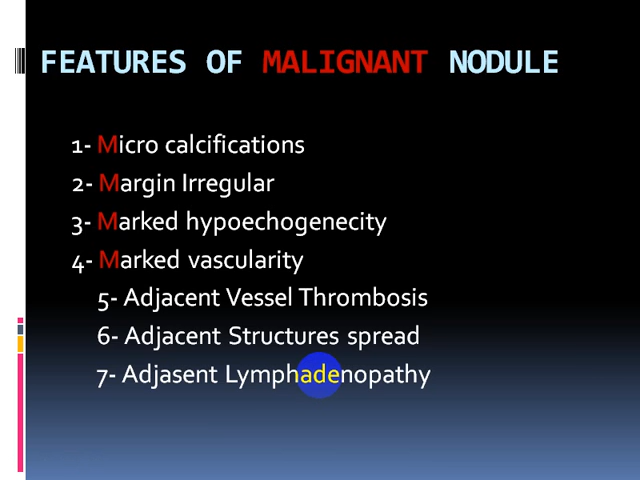 FEATURES OF MALIGNANT NODULE
1- Micro calcifications
2- Margin Irregular
3- Marked hypoechogenecity
4- Marked vascularity
5- Adjacent Vessel Thrombosis
6- Adjacent Structures spread
7- Adjasent Lymphadenopathy